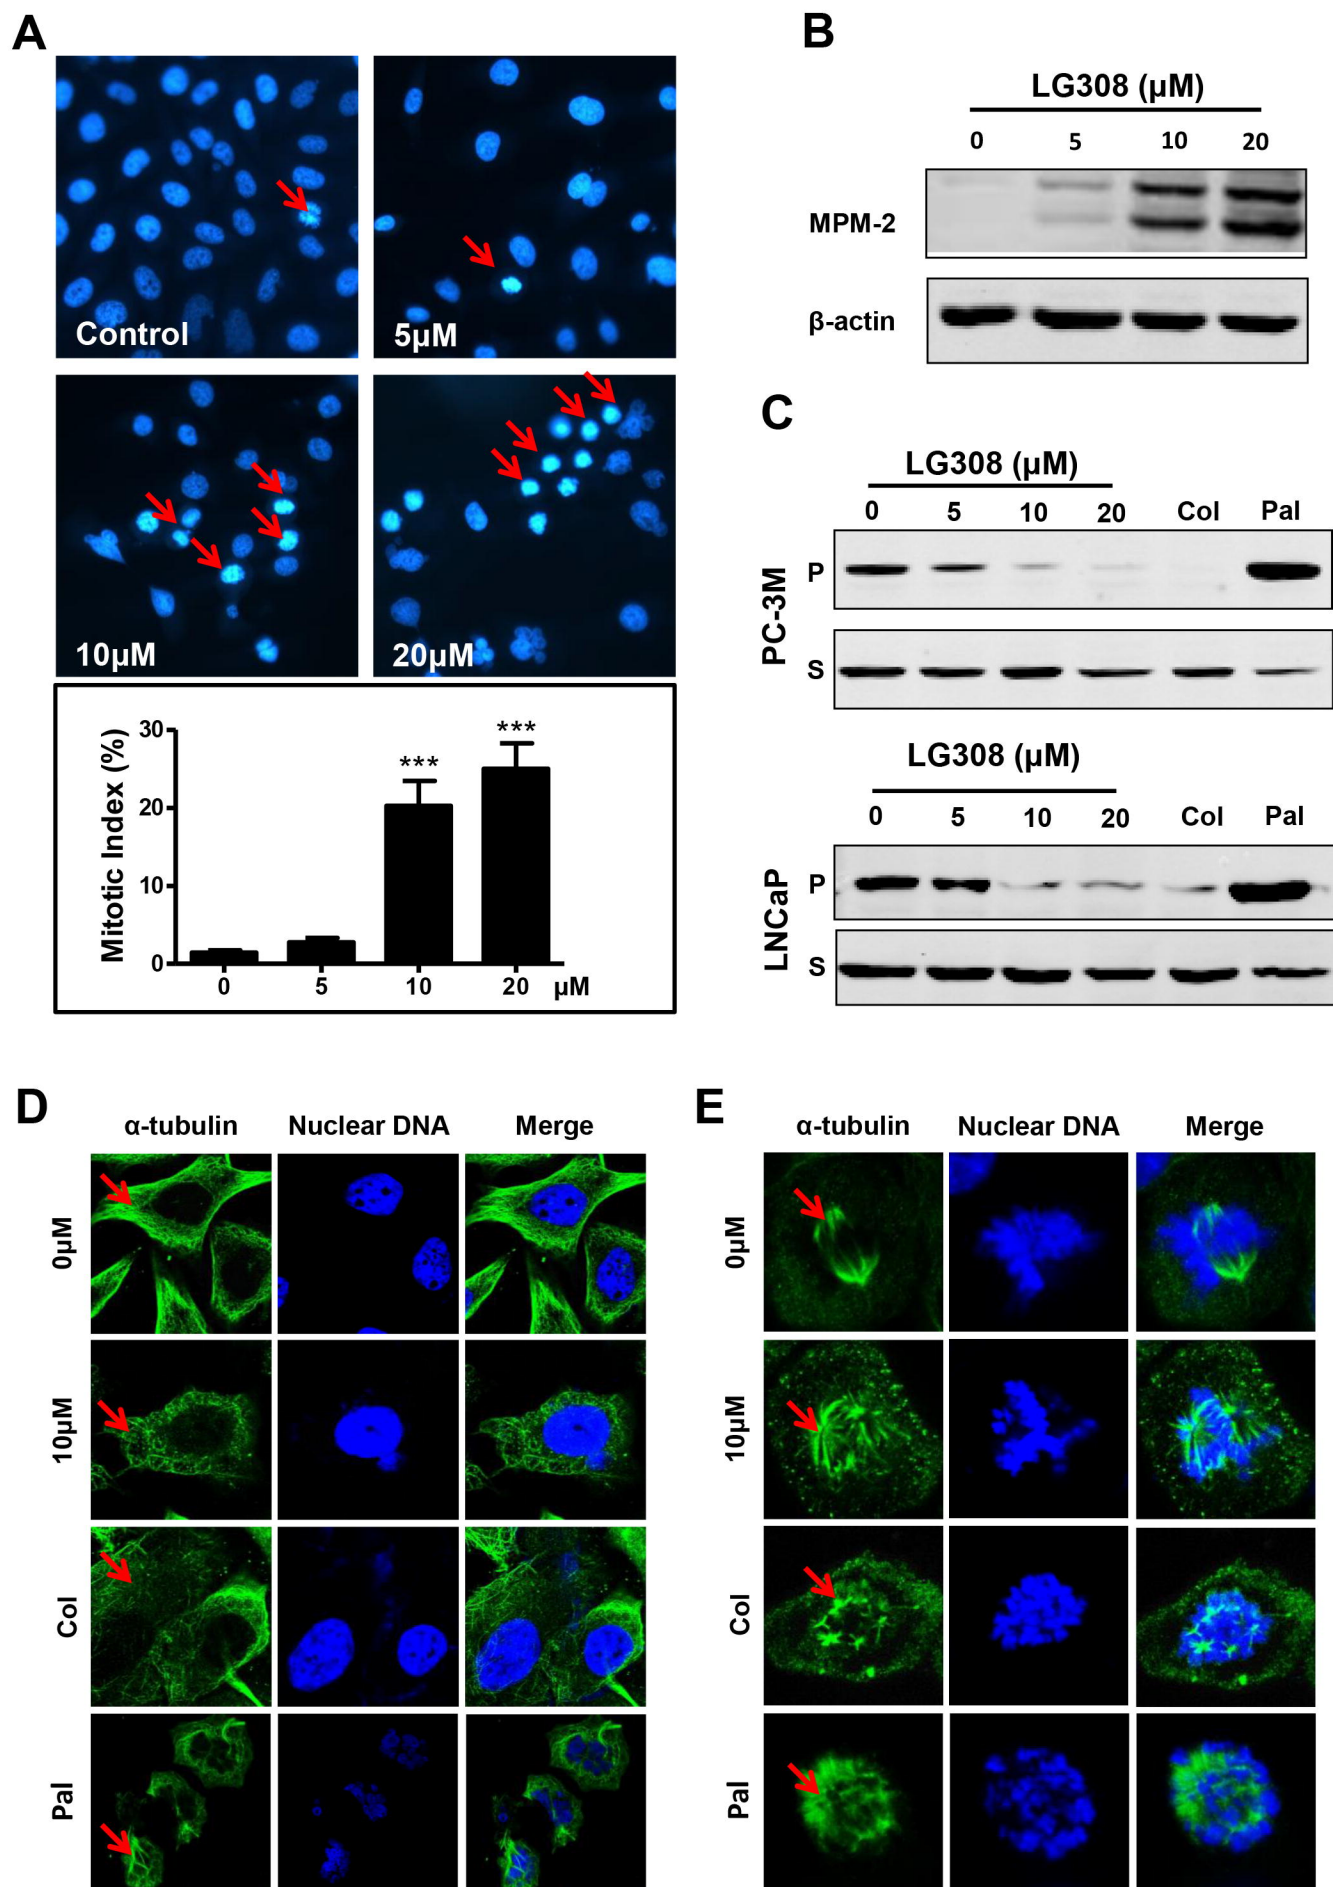 A
Control
5µM
10µM
20µM
Mitotic Index (%)
30
20
10
0
***
***
0 5 10 20 µM
B
LG308 (µM)
0 5 10 20
MPM-2
β-actin
C
LG308 (µM)
0 5 10 20 Col Pal
PC-3M
P
S
LG308 (µM)
0 5 10 20 Col Pal
LNCaP
P
S
D
α-tubulin Nuclear DNA Merge
0µM
10µM
Col
Pal
E
α-tubulin Nuclear DNA Merge
0µM
10µM
Col
Pal